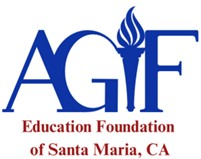 AGIF
Education Foundation
of Santa Maria, CA